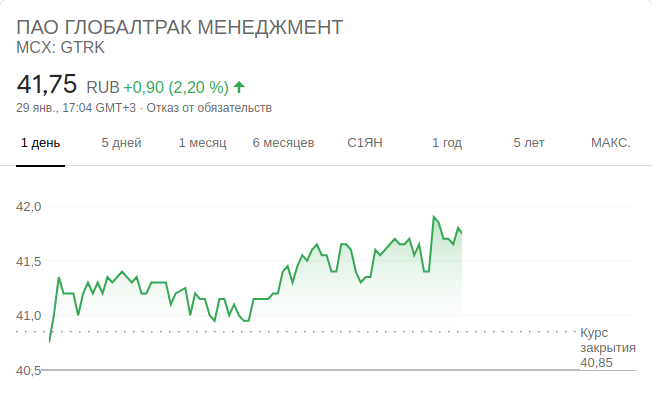 ПАО ГЛОБАЛТРАК МЕНЕДЖМЕНТ
MCX: GTRK
41,75 RUB +0,90 (2,20 %)
29 янв., 17:04 GMT+3 · Отказ от обязательств
1 день 5 дней 1 месяц 6 месяцев С1ЯН 1 год 5 лет МАКС.
42,0
41,5
41,0
Курс
закрытия
40,85
40,5